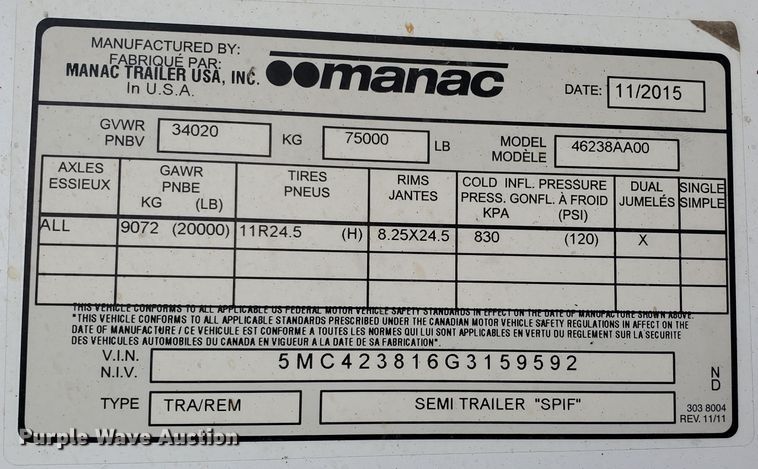 MANUFACTURED BY:
FABRIQUÉ PAR:
MANAC TRAILER USA, INC.
In U.S.A.
manac
DATE: 11/2015
GVWR
PNBV
34020 KG 75000 LB
MODEL
MODÈLE
46238AA00
AXLES
ESSIEUX
GAWR
PNBE
KG (LB)
TIRES
PNEUS
RIMS
JANTES
COLD INFL. PRESSURE
PRESS. GONFL. À FROID
KPA (PSI)
DUAL
JUMELÉS
SINGLE
SIMPLE
ALL 9072 (20000) 11R24.5 (H) 8.25X24.5 830 (120) X
THIS VEHICLE CONFORMS TO ALL APPLICABLE US FEDERAL MOTOR VEHICLE SAFETY STANDARDS IN EFFECT ON THE DATE OF MANUFACTURE SHOWN ABOVE.
"THIS VEHICLE CONFORMS TO ALL APPLICABLE STANDARDS PRESCRIBED UNDER THE CANADIAN MOTOR VEHICLE SAFETY REGULATIONS IN AFFECT ON THE
DATE OF MANUFACTURE / CE VEHICULE EST CONFORME A TOUTES LES NORMES QUI LUI SONT APPLICABLES EN VERTU DU REGLEMENT SUR LA SECURITE
DES VEHICULES AUTOMOBILES DU CANADA EN VIGUEUR A LA DATE DE SA FABRICATION".
V.I.N.
N.I.V.
5MC423816G3159592
N
D
TYPE TRA/REM SEMI TRAILER "SPIF"
303 8004
REV. 11/11
Purple Wave Auction